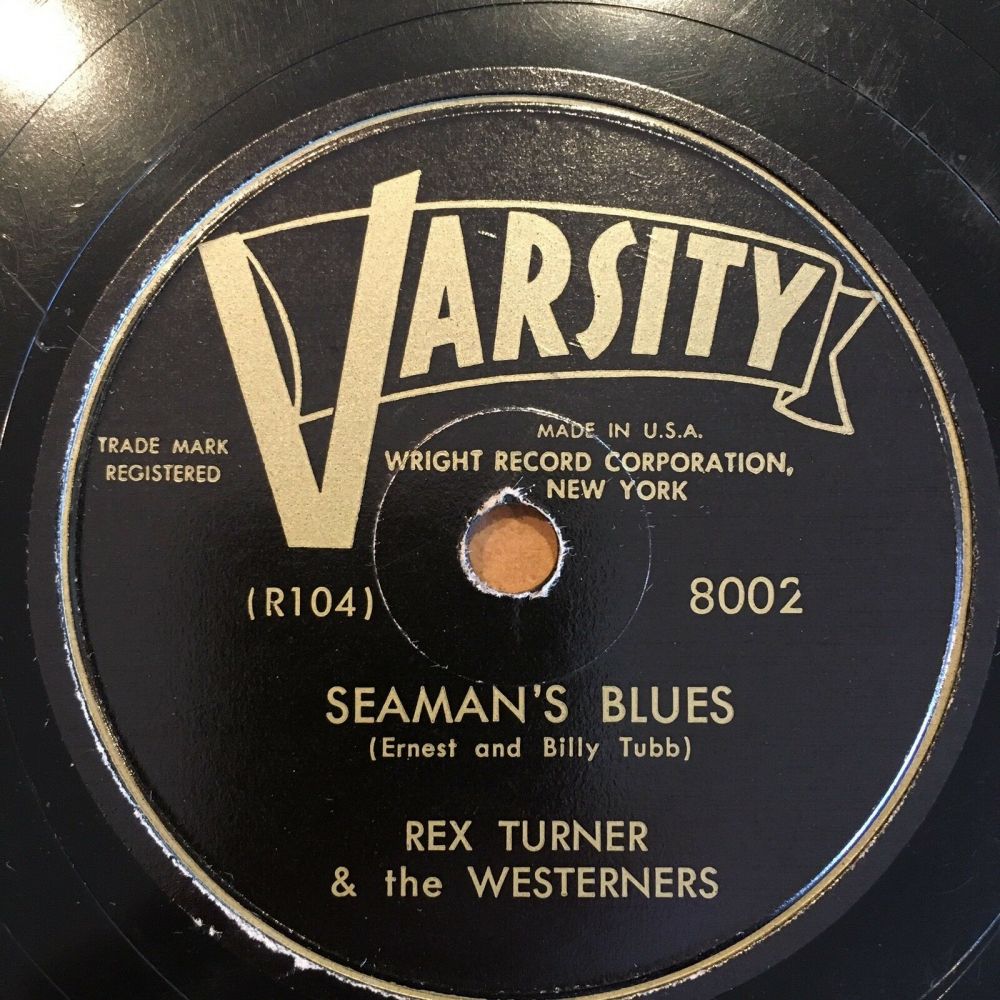 VARSITY
TRADE MARK
REGISTERED
MADE IN U.S.A.
WRIGHT RECORD CORPORATION,
NEW YORK
(R104)
8002
SEAMAN'S BLUES
(Ernest and Billy Tubb)
REX TURNER
& the WESTERNERS